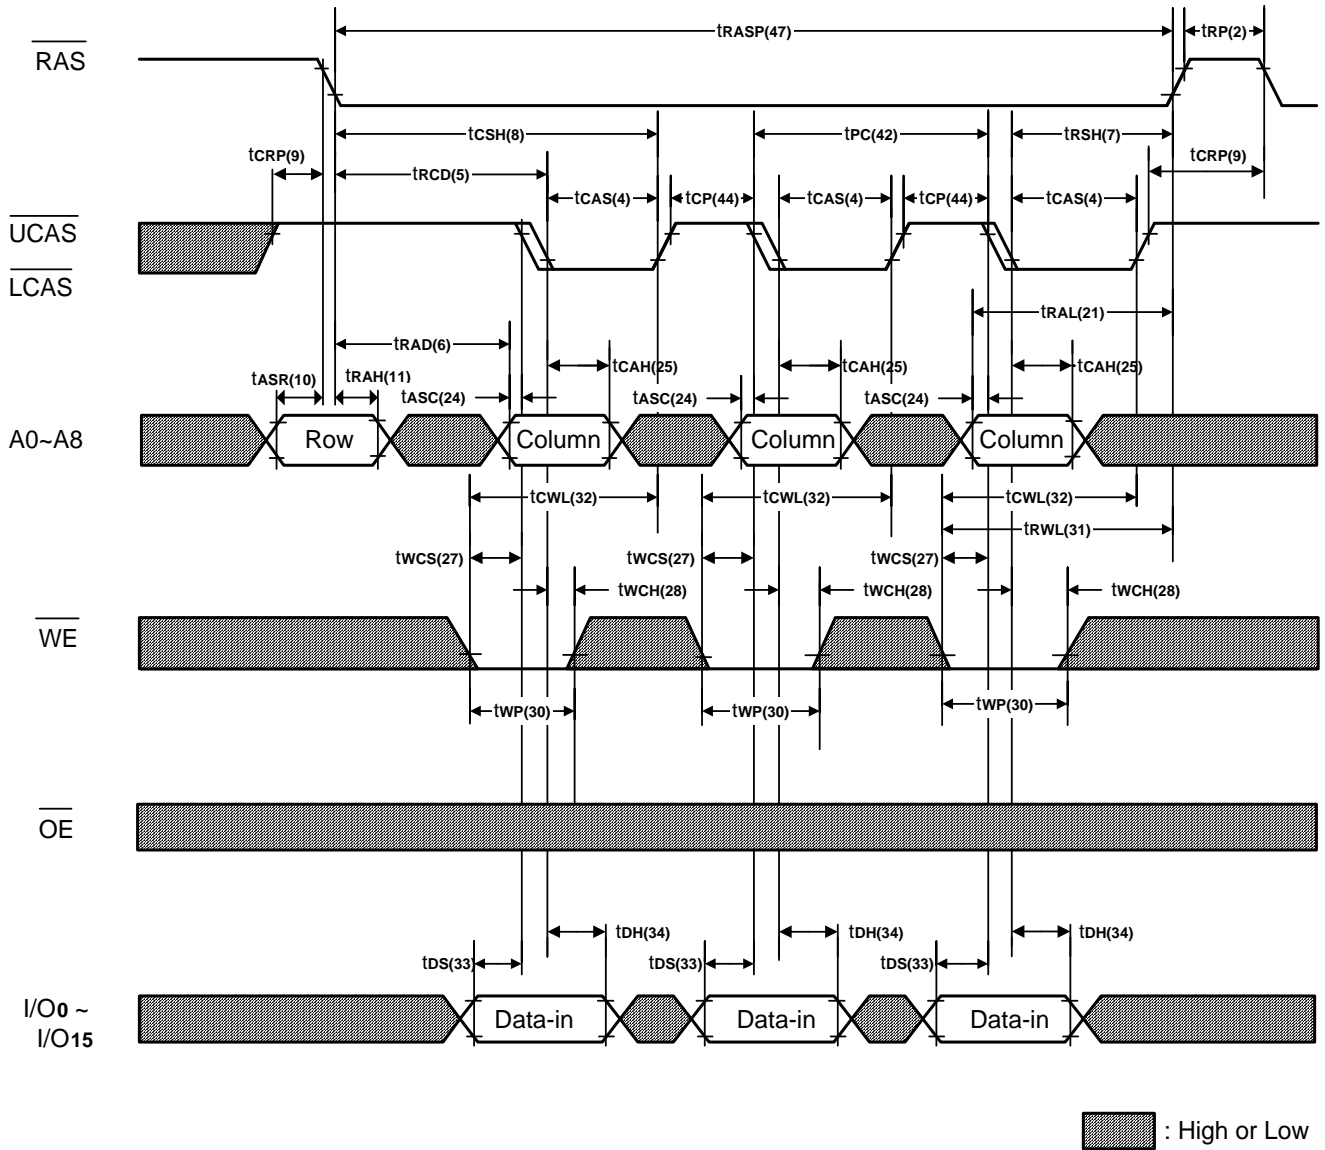 tRASP(47) tRP(2)
RAS
tCSH(8) tPC(42) tRSH(7)
tCRP(9) tRCD(5) tCRP(9)
tCAS(4) tCP(44) tCAS(4) tCP(44) tCAS(4)
UCAS
LCAS
tRAL(21)
tRAD(6)
tASR(10) tRAH(11) tCAH(25) tCAH(25) tCAH(25)
tASC(24) tASC(24) tASC(24)
A0~A8 Row Column Column Column
tCWL(32) tCWL(32) tCWL(32)
tRWL(31)
tWCS(27) tWCS(27) tWCS(27)
tWCH(28) tWCH(28) tWCH(28)
WE
tWP(30) tWP(30) tWP(30)
OE
tDH(34) tDH(34) tDH(34)
tDS(33) tDS(33) tDS(33)
I/O0 ~
I/O15
Data-in Data-in Data-in
: High or Low